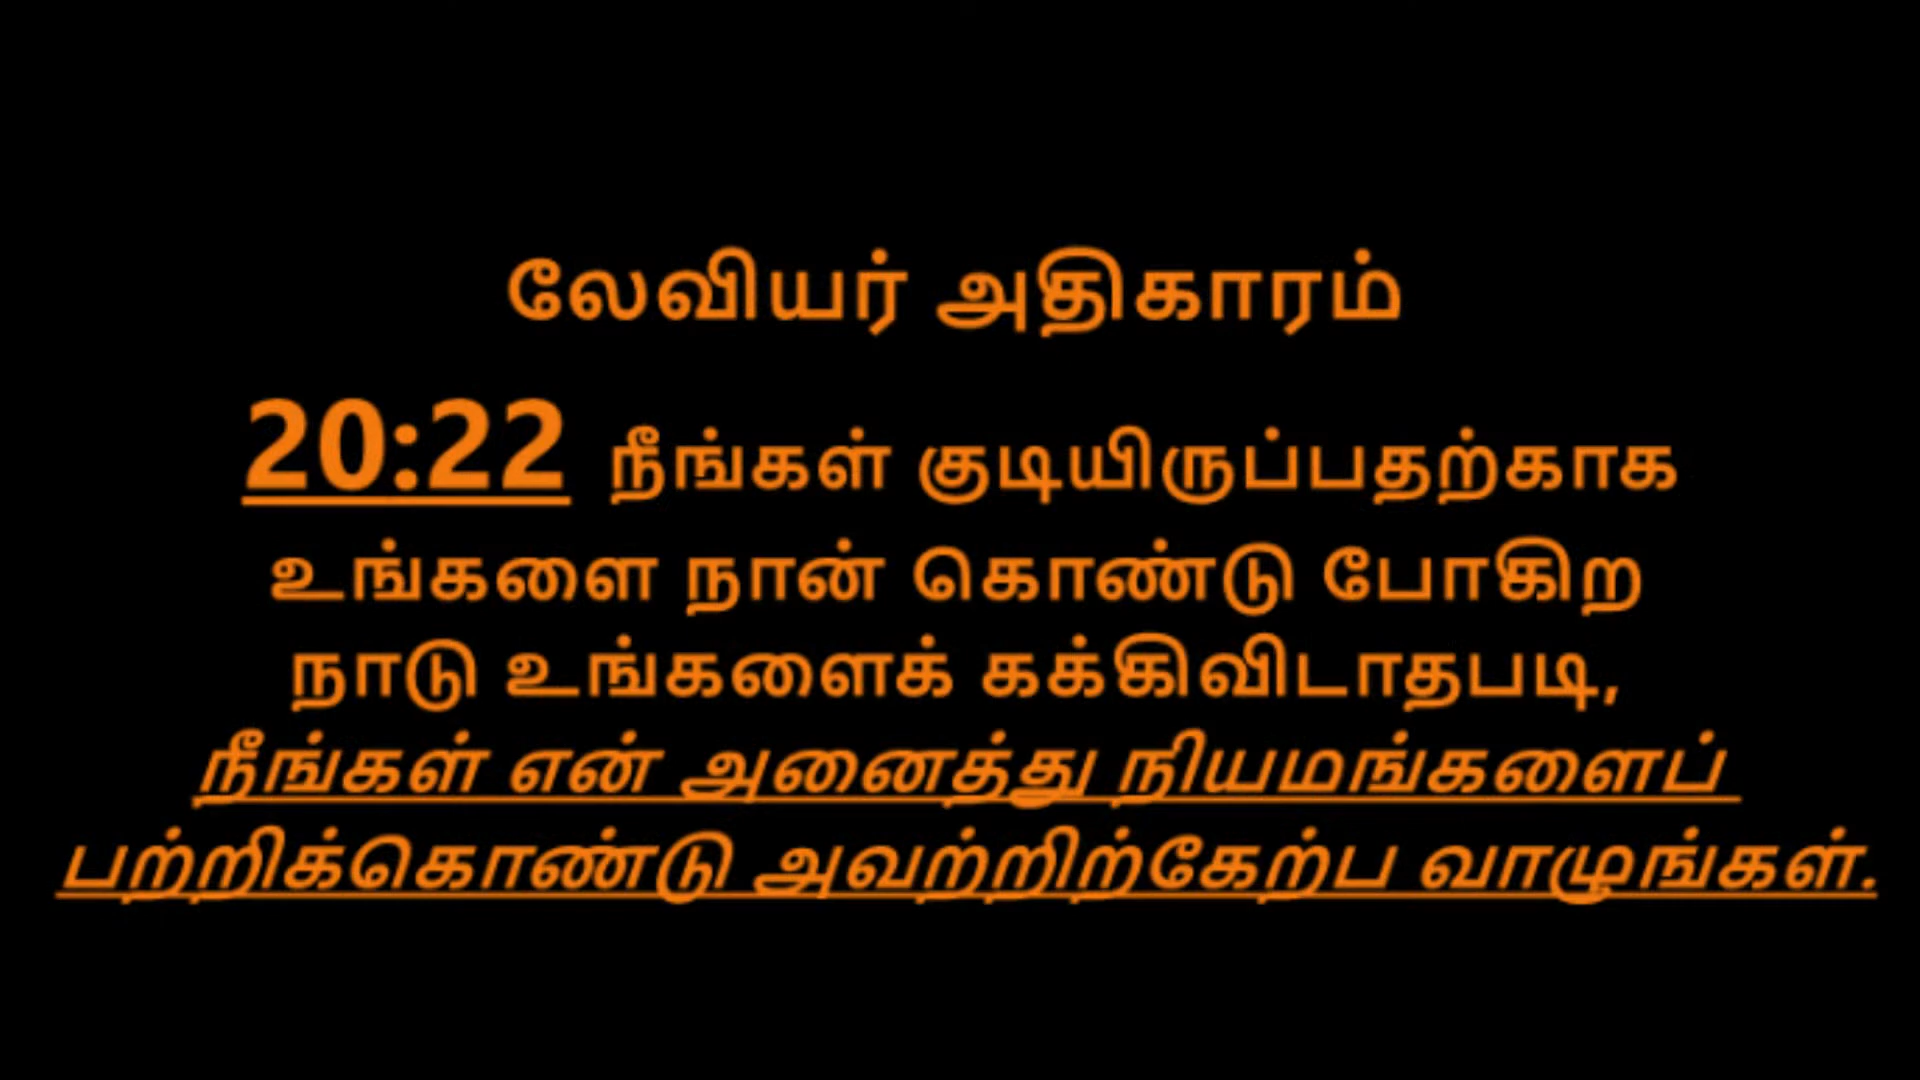 லேவியர் அதிகாரம்
20:22 நீங்கள் குடியிருப்பதற்காக
உங்களை நான் கொண்டு போகிற
நாடு உங்களைக் கக்கிவிடாதபடி,
நீங்கள் என் அனைத்து நியமங்களைப்
பற்றிக்கொண்டு அவற்றிற்கேற்ப வாழுங்கள்.